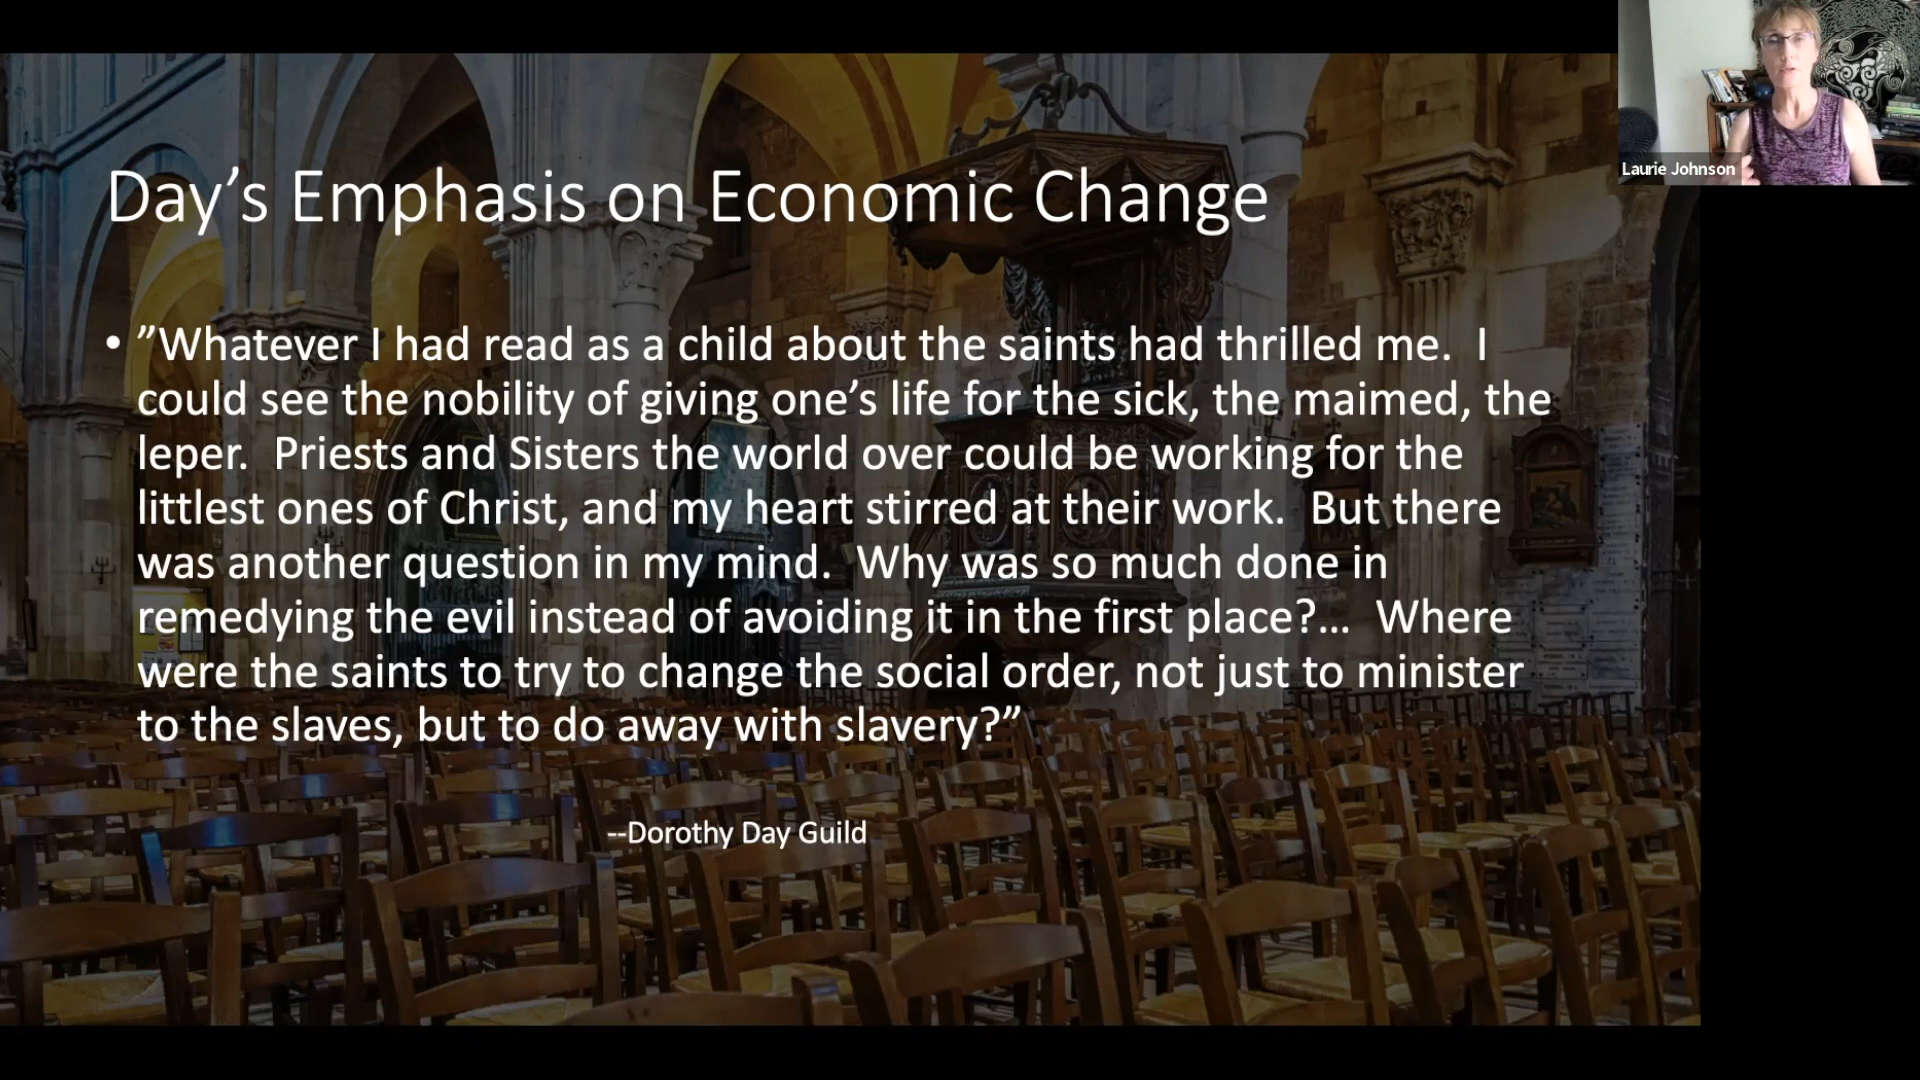 Laurie Johnson
Day’s Emphasis on Economic Change
• ”Whatever I had read as a child about the saints had thrilled me.  I
could see the nobility of giving one’s life for the sick, the maimed, the
leper.  Priests and Sisters the world over could be working for the
littlest ones of Christ, and my heart stirred at their work.  But there
was another question in my mind.  Why was so much done in
remedying the evil instead of avoiding it in the first place?...  Where
were the saints to try to change the social order, not just to minister
to the slaves, but to do away with slavery?”
--Dorothy Day Guild